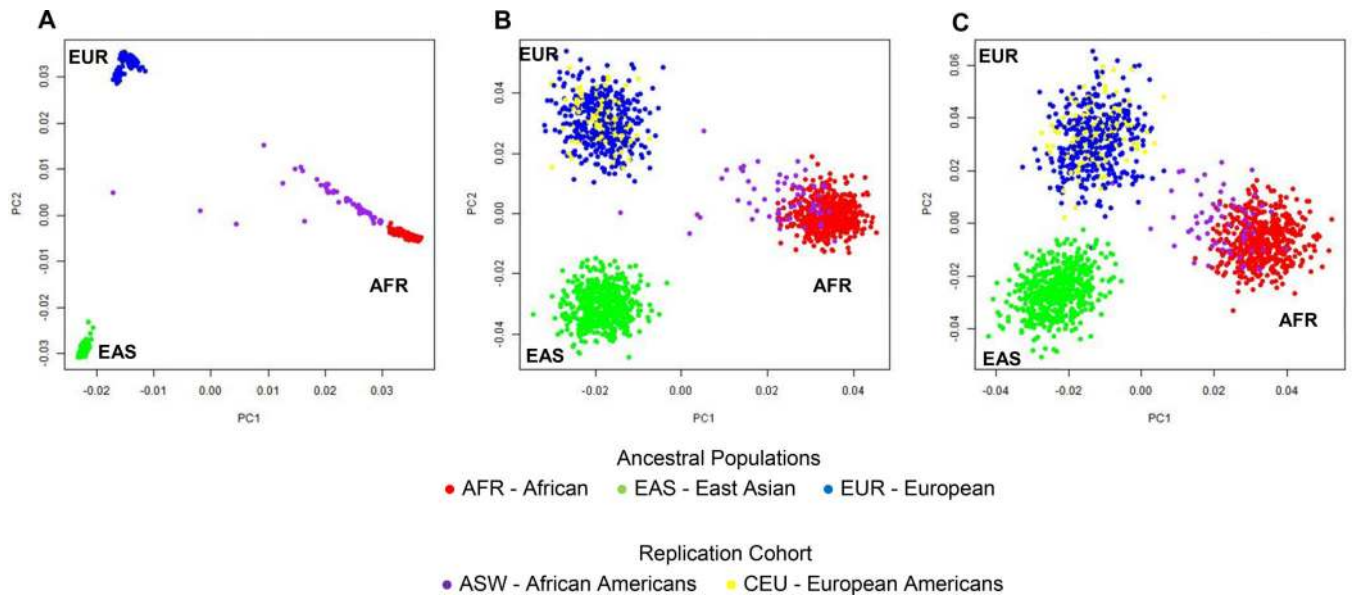 A
EUR
AFR
EAS
PC2
0.03
0.02
0.01
0.00
-0.01
-0.02
-0.03
-0.02
-0.01
0.00
0.01
0.02
0.03
PC1
B
EUR
AFR
EAS
PC2
0.04
0.02
0.00
-0.02
-0.04
-0.02
0.00
0.02
0.04
PC1
C
EUR
AFR
EAS
PC2
0.06
0.04
0.02
0.00
-0.02
-0.04
-0.04
-0.02
0.00
0.02
0.04
PC1
Ancestral Populations
AFR - African EAS - East Asian EUR - European
Replication Cohort
ASW - African Americans CEU - European Americans